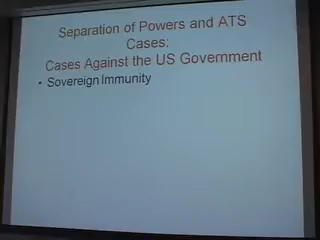 Separation of Powers and ATS
Cases:
Cases Against the US Government
• Sovereign Immunity